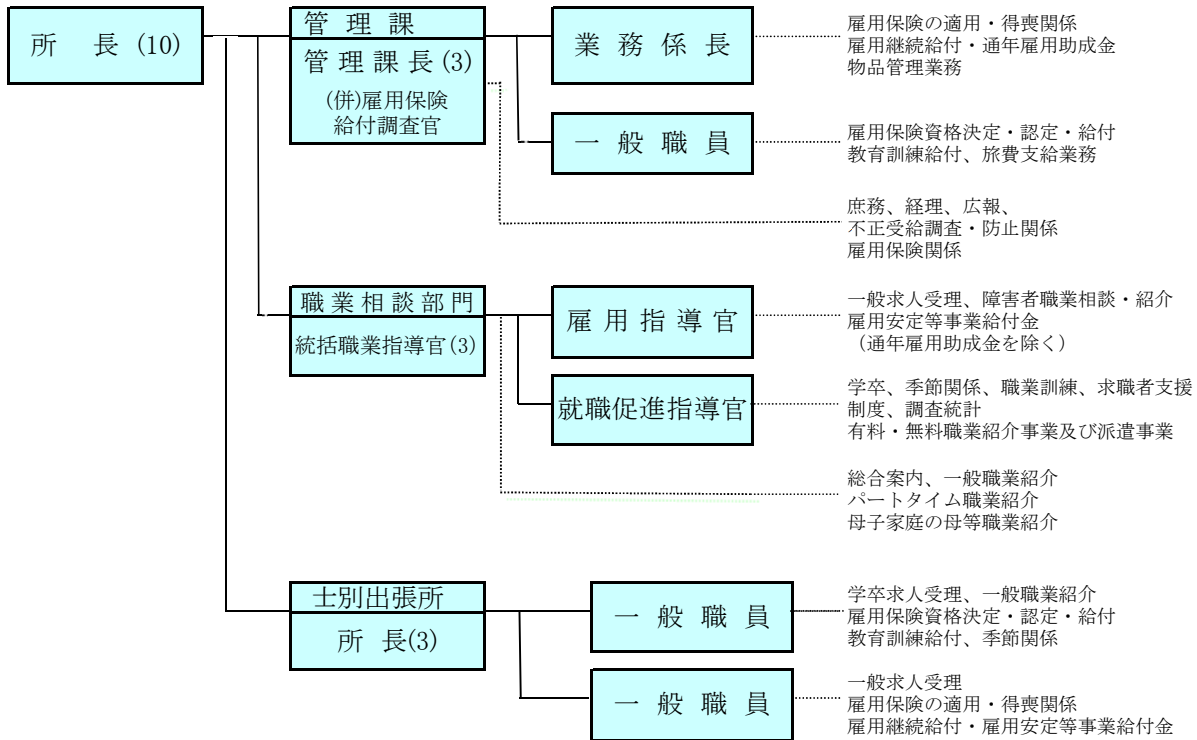 所　長 (10)
管 理 課
管 理 課 長 (3)
(併)雇用保険
給付調査官
業 務 係 長
雇用保険の適用・得喪関係
雇用継続給付・通年雇用助成金
物品管理業務
一 般 職 員
雇用保険資格決定・認定・給付
教育訓練給付、旅費支給業務
庶務、経理、広報、
不正受給調査・防止関係
雇用保険関係
職 業 相 談 部 門
統括職業指導官(3)
雇 用 指 導 官
一般求人受理、障害者職業相談・紹介
雇用安定等事業給付金
（通年雇用助成金を除く）
就職促進指導官
学卒、季節関係、職業訓練、求職者支援
制度、調査統計
有料・無料職業紹介事業及び派遣事業
総合案内、一般職業紹介
パートタイム職業紹介
母子家庭の母等職業紹介
士別出張所
所 長(3)
一 般 職 員
学卒求人受理、一般職業紹介
雇用保険資格決定・認定・給付
教育訓練給付、季節関係
一 般 職 員
一般求人受理
雇用保険の適用・得喪関係
雇用継続給付・雇用安定等事業給付金